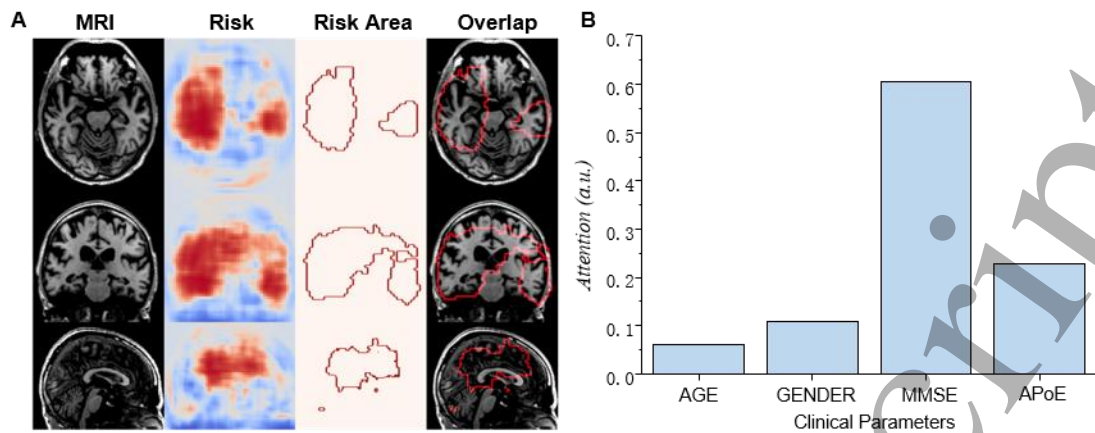 A
MRI
Risk
Risk Area
Overlap
B
0.7
0.6
0.5
0.4
0.3
0.2
0.1
0.0
Attention (a.u.)
AGE
GENDER
MMSE
APoE
Clinical Parameters